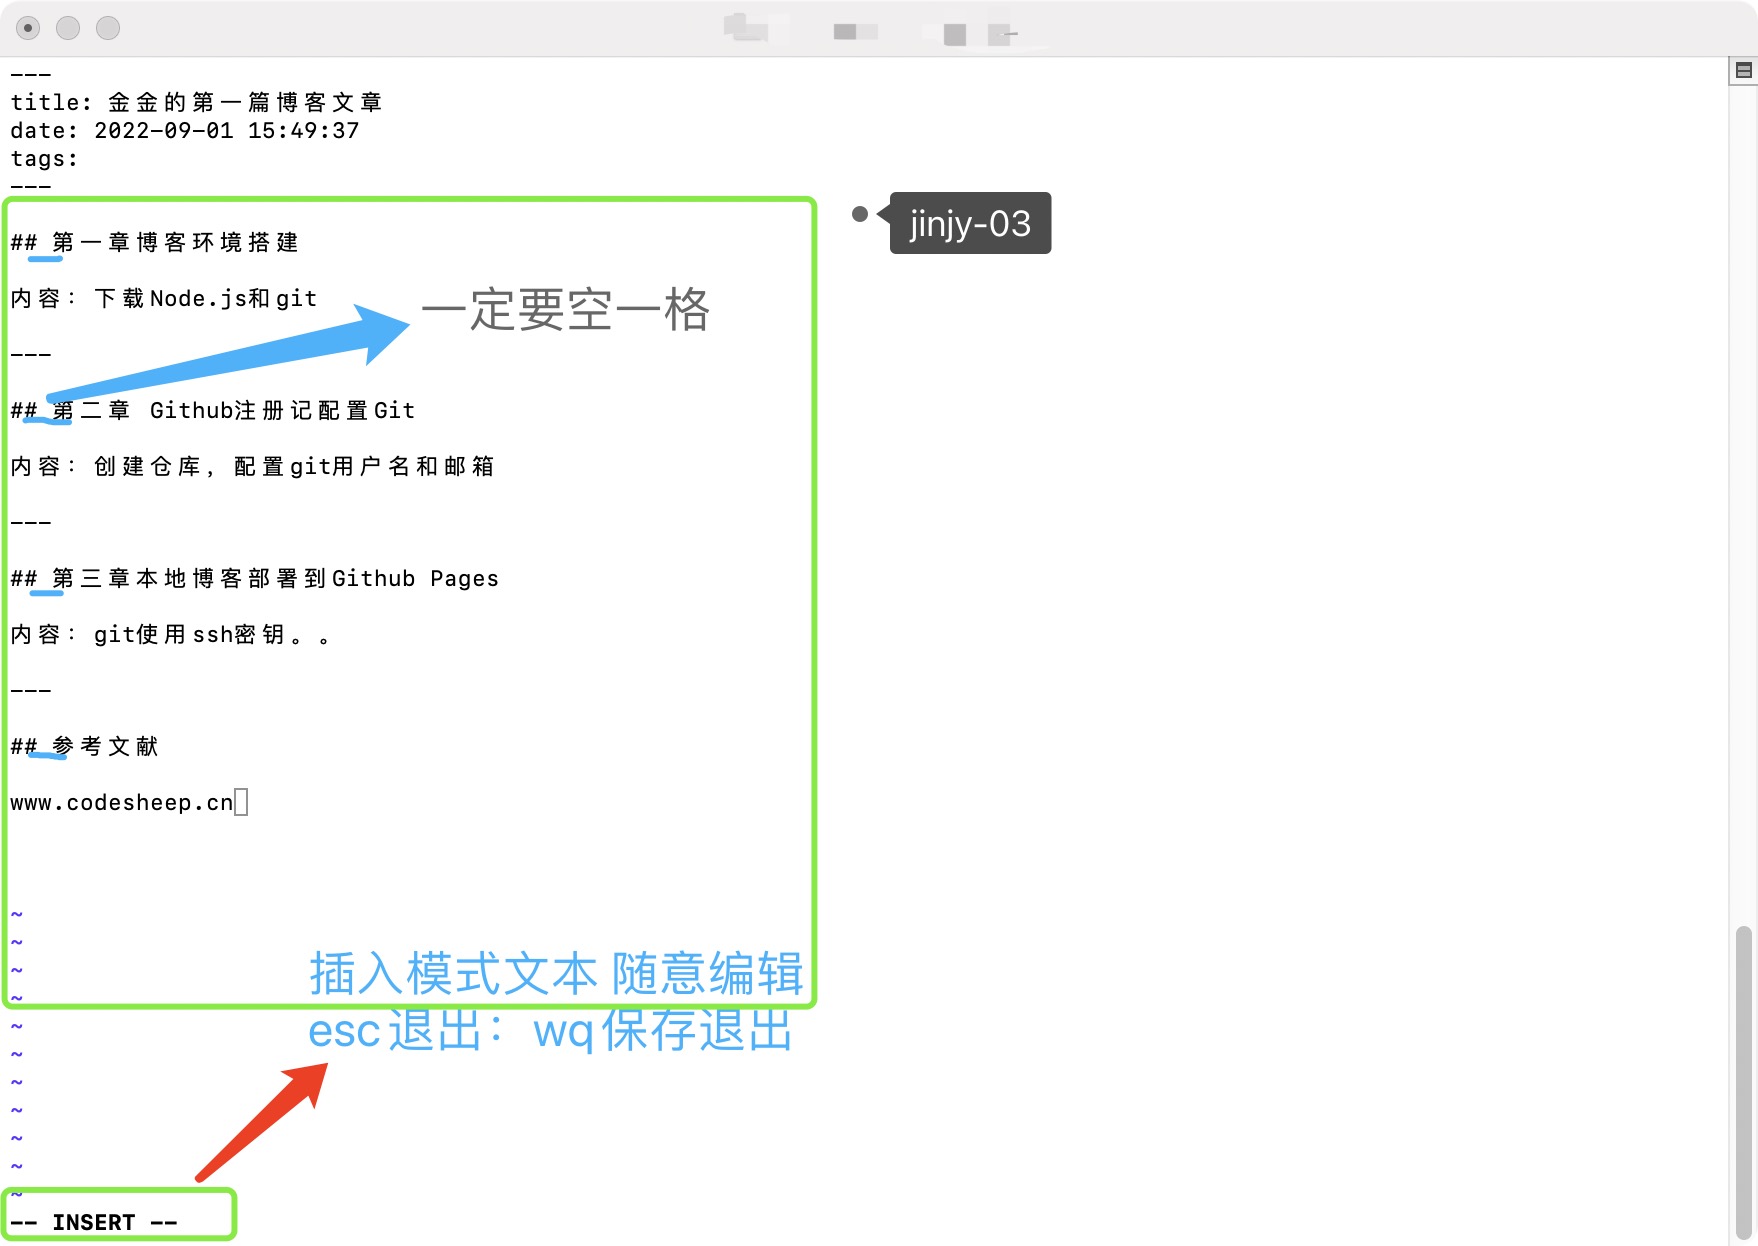 ---
title: 金金的第一篇博客文章
date: 2022-09-01 15:49:37
tags:
---
jinjy-03
## 第一章博客环境搭建
内容：下载Node.js和git
一定要空一格
---
## 第二章 Github注册记配置Git
内容：创建仓库，配置git用户名和邮箱
---
## 第三章本地博客部署到Github Pages
内容：git使用ssh密钥。。
---
## 参考文献
www.codesheep.cn
~
~
~
插入模式文本 随意编辑
~
~
esc退出：wq保存退出
~
~
~
~
~
~
-- INSERT --